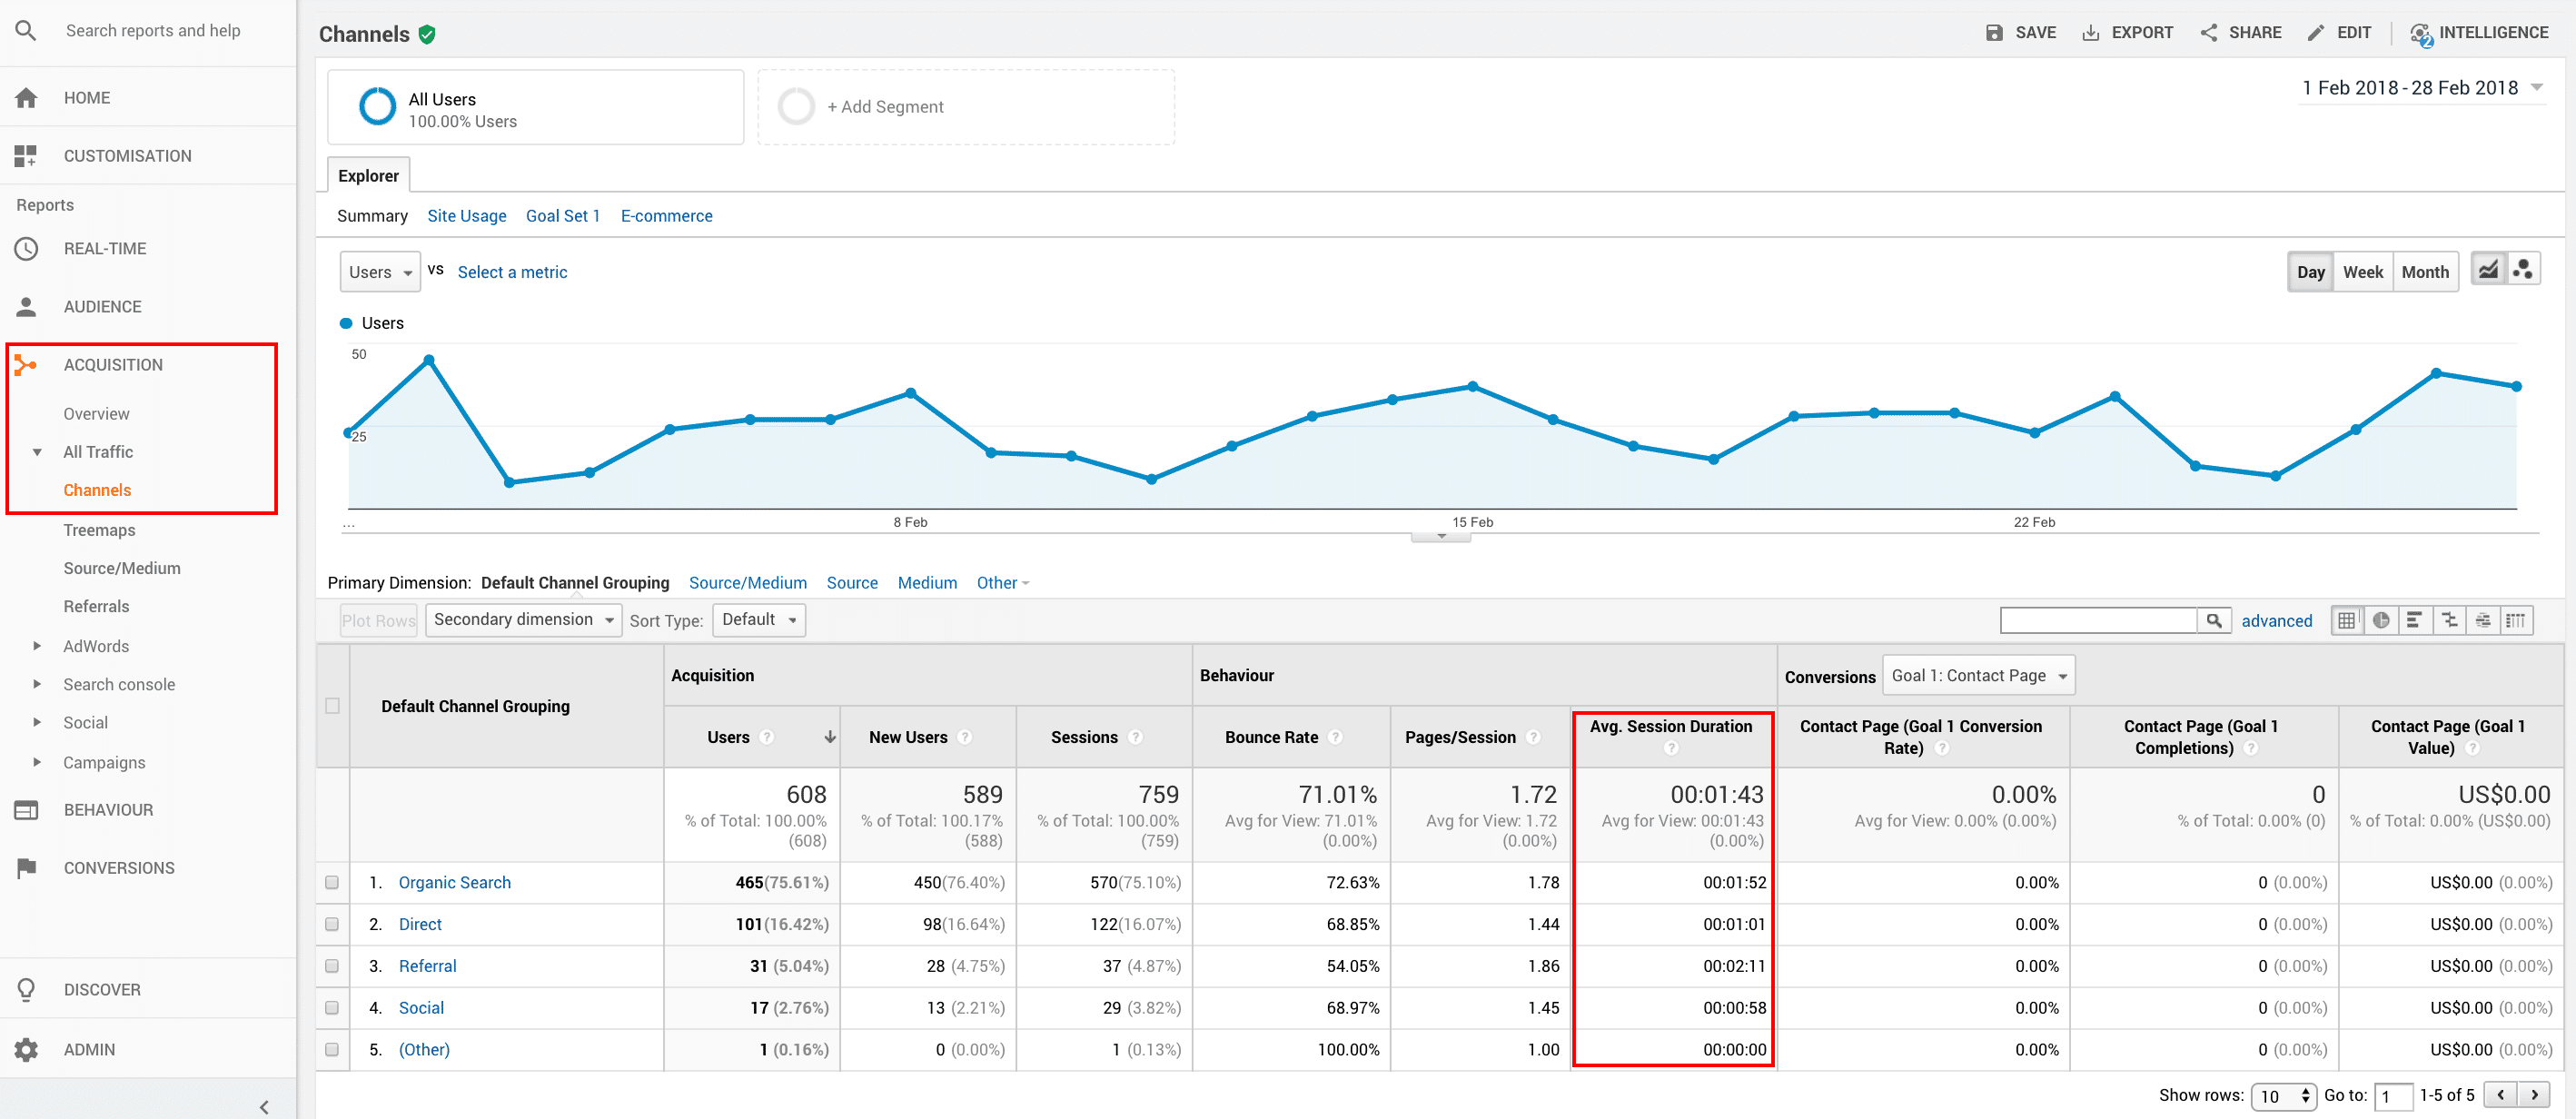 Search reports and help
HOME
CUSTOMISATION
Reports
REAL-TIME
AUDIENCE
ACQUISITION
Overview
All Traffic
Channels
Treemaps
Source/Medium
Referrals
AdWords
Search console
Social
Campaigns
BEHAVIOUR
CONVERSIONS
DISCOVER
ADMIN
Channels
SAVE EXPORT SHARE EDIT 2 INTELLIGENCE
All Users
100.00% Users
+ Add Segment
1 Feb 2018 - 28 Feb 2018
Explorer
Summary Site Usage Goal Set 1 E-commerce
Users vs Select a metric
Day Week Month
Users
50
25
... 8 Feb 15 Feb 22 Feb
Primary Dimension: Default Channel Grouping Source/Medium Source Medium Other
Plot Rows Secondary dimension Sort Type: Default advanced
Default Channel Grouping
Acquisition Behaviour Conversions Goal 1: Contact Page
Users ? New Users ? Sessions ? Bounce Rate ? Pages/Session ? Avg. Session Duration ? Contact Page (Goal 1 Conversion Rate) ? Contact Page (Goal 1 Completions) ? Contact Page (Goal 1 Value) ?
608 589 759 71.01% 1.72 00:01:43 0.00% 0 US$0.00
% of Total: 100.00% % of Total: 100.17% % of Total: 100.00% Avg for View: 71.01% Avg for View: 1.72 Avg for View: 00:01:43 Avg for View: 0.00% (0.00%) % of Total: 0.00% (0) % of Total: 0.00% (US$0.00)
(608) (588) (759) (0.00%) (0.00%) (0.00%)
1. Organic Search 465(75.61%) 450(76.40%) 570(75.10%) 72.63% 1.78 00:01:52 0.00% 0 (0.00%) US$0.00 (0.00%)
2. Direct 101(16.42%) 98(16.64%) 122(16.07%) 68.85% 1.44 00:01:01 0.00% 0 (0.00%) US$0.00 (0.00%)
3. Referral 31 (5.04%) 28 (4.75%) 37 (4.87%) 54.05% 1.86 00:02:11 0.00% 0 (0.00%) US$0.00 (0.00%)
4. Social 17 (2.76%) 13 (2.21%) 29 (3.82%) 68.97% 1.45 00:00:58 0.00% 0 (0.00%) US$0.00 (0.00%)
5. (Other) 1 (0.16%) 0 (0.00%) 1 (0.13%) 100.00% 1.00 00:00:00 0.00% 0 (0.00%) US$0.00 (0.00%)
Show rows: 10 Go to: 1 1-5 of 5